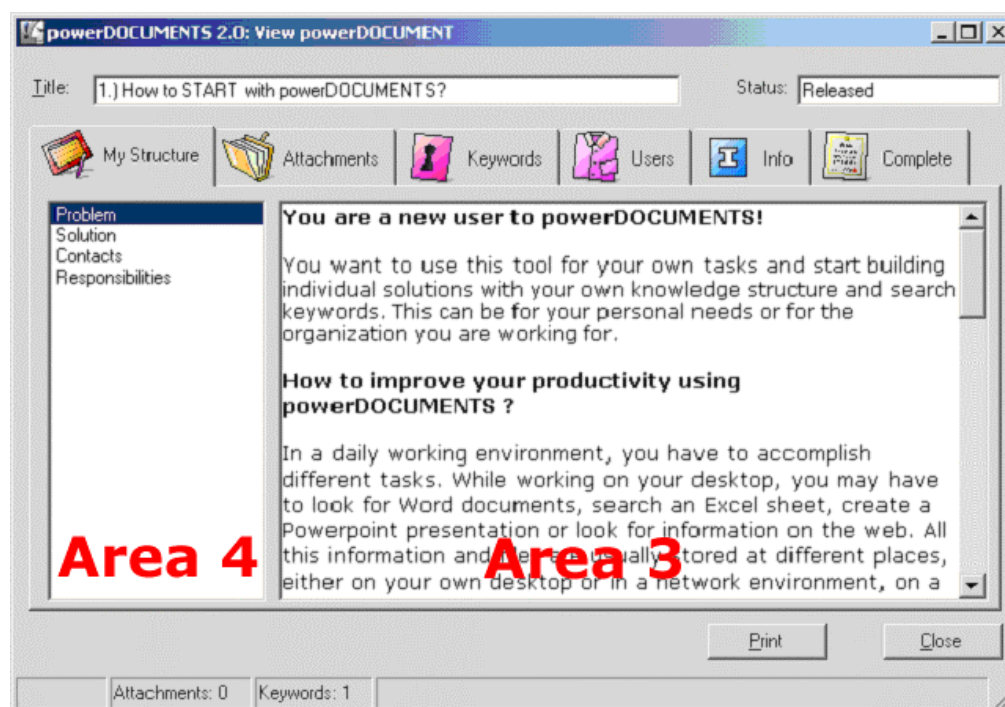 powerDOCUMENTS 2.0: View powerDOCUMENT
Title: 1.) How to START with powerDOCUMENTS? Status: Released
My Structure Attachments Keywords Users Info Complete
Problem
Solution
Contacts
Responsibilities
You are a new user to powerDOCUMENTS!
You want to use this tool for your own tasks and start building
individual solutions with your own knowledge structure and search
keywords. This can be for your personal needs or for the
organization you are working for.
How to improve your productivity using
powerDOCUMENTS ?
In a daily working environment, you have to accomplish
different tasks. While working on your desktop, you may have
to look for Word documents, search an Excel sheet, create a
Powerpoint presentation or look for information on the web. All
this information and usually stored at different places,
either on your own desktop or in a network environment, on a
Area 4
Area 3
Print Close
Attachments: 0 Keywords: 1